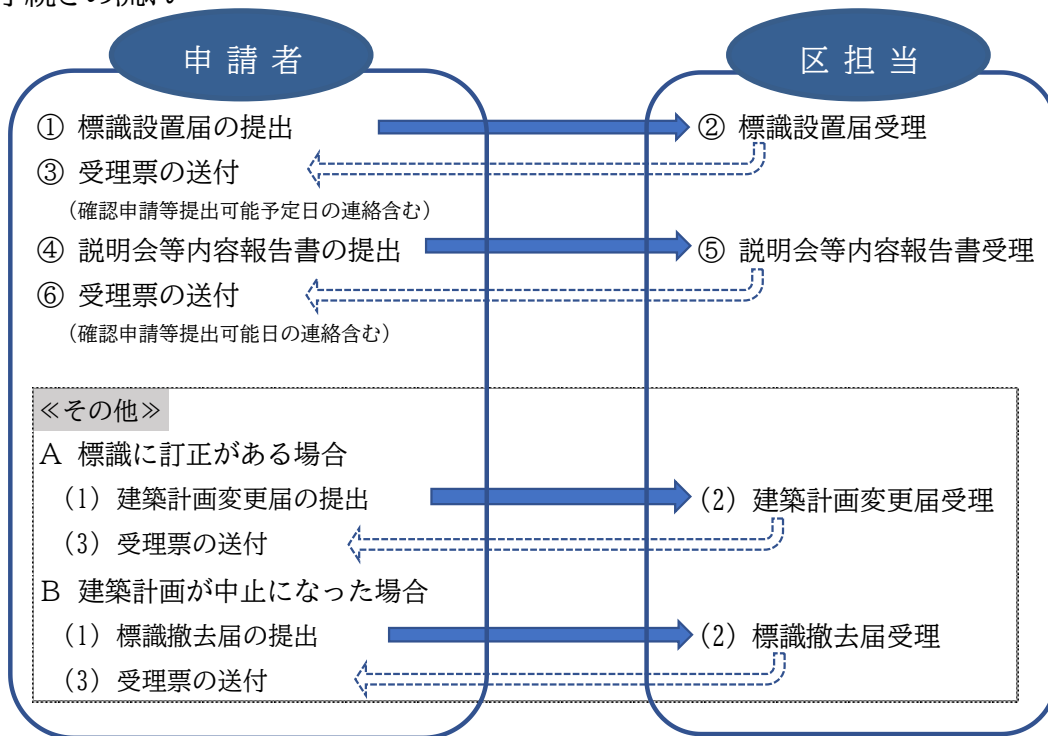 申請者
区担当
① 標識設置届の提出
② 標識設置届受理
③ 受理票の送付
（確認申請等提出可能予定日の連絡含む）
④ 説明会等内容報告書の提出
⑤ 説明会等内容報告書受理
⑥ 受理票の送付
（確認申請等提出可能日の連絡含む）
≪その他≫
A 標識に訂正がある場合
（1）建築計画変更届の提出
（2）建築計画変更届受理
（3）受理票の送付
B 建築計画が中止になった場合
（1）標識撤去届の提出
（2）標識撤去届受理
（3）受理票の送付